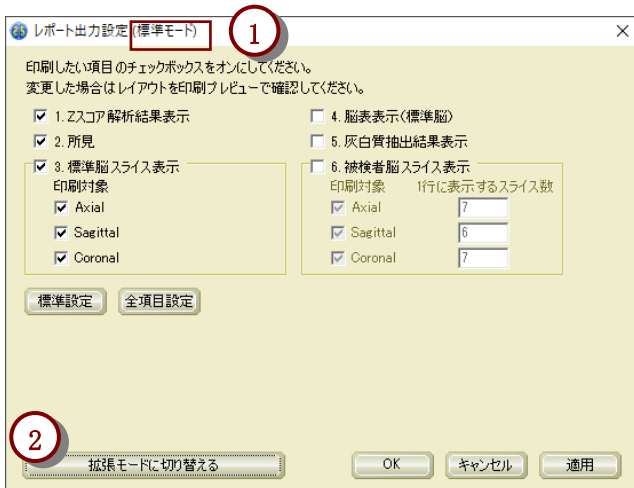 レポート出力設定 (標準モード)
1
印刷したい項目のチェックボックスをオンにしてください。
変更した場合はレイアウトを印刷プレビューで確認してください。
1. Zスコア解析結果表示
2. 所見
3. 標準脳スライス表示
印刷対象
Axial
Sagittal
Coronal
4. 脳表表示(標準脳)
5. 灰白質抽出結果表示
6. 被検者脳スライス表示
印刷対象 1行に表示するスライス数
Axial 7
Sagittal 6
Coronal 7
標準設定 全項目設定
2
拡張モードに切り替える OK キャンセル 適用